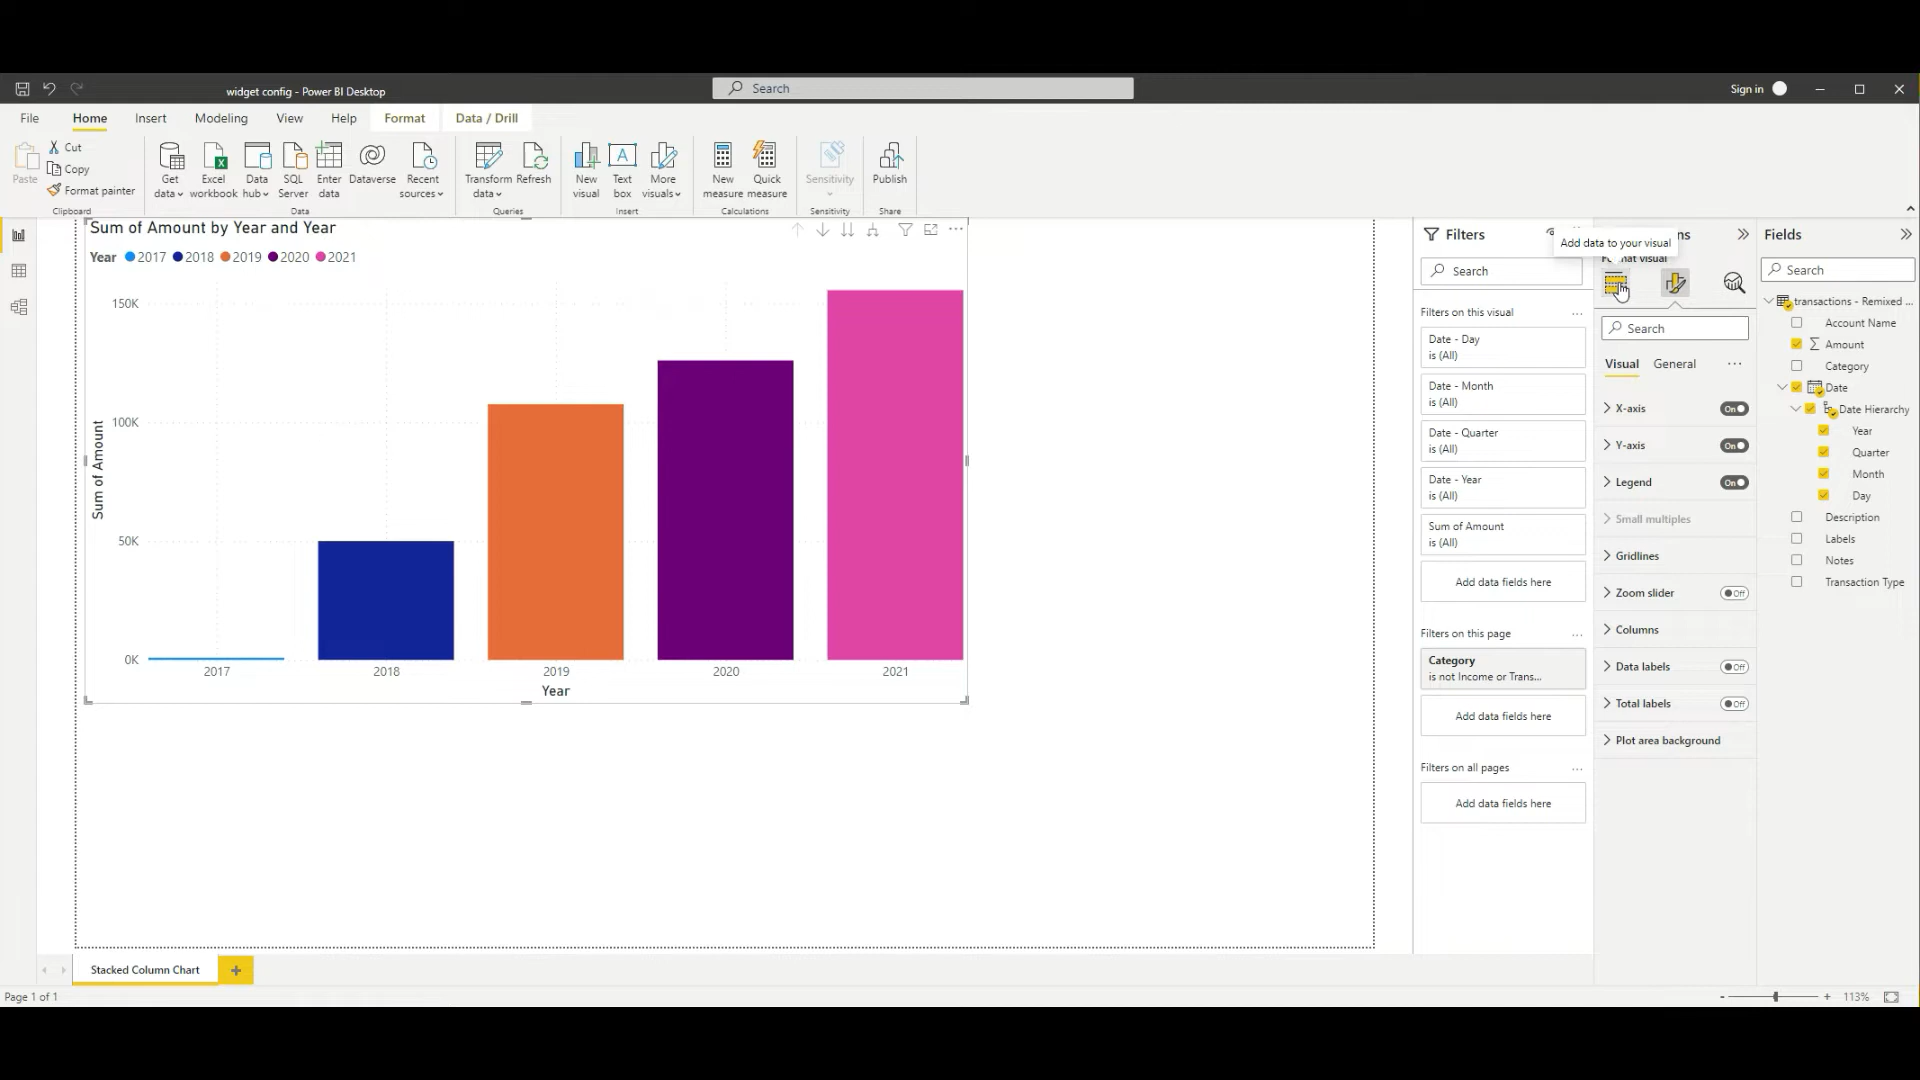 widget config - Power BI Desktop
Search
Sign in
File
Home
Insert
Modeling
View
Help
Format
Data / Drill
Paste
Cut
Copy
Format painter
Clipboard
Get data
Excel workbook
Data hub
SQL Server
Enter data
Dataverse
Recent sources
Data
Transform data
Refresh
Queries
New visual
Text box
More visuals
Insert
New measure
Quick measure
Calculations
Sensitivity
Sensitivity
Publish
Share
Sum of Amount by Year and Year
Year 2017 2018 2019 2020 2021
150K
100K
50K
0K
Sum of Amount
2017 2018 2019 2020 2021
Year
Filters
Search
Filters on this visual
Date - Day
is (All)
Date - Month
is (All)
Date - Quarter
is (All)
Date - Year
is (All)
Sum of Amount
is (All)
Add data fields here
Filters on this page
Category
is not Income or Trans...
Add data fields here
Filters on all pages
Add data fields here
Add data to your visual
Format visual
Search
Visual
General
X-axis On
Y-axis On
Legend On
Small multiples
Gridlines
Zoom slider Off
Columns
Data labels Off
Total labels Off
Plot area background
Fields
Search
transactions - Remixed ...
Account Name
Amount
Category
Date
Date Hierarchy
Year
Quarter
Month
Day
Description
Labels
Notes
Transaction Type
Stacked Column Chart
Page 1 of 1
113%